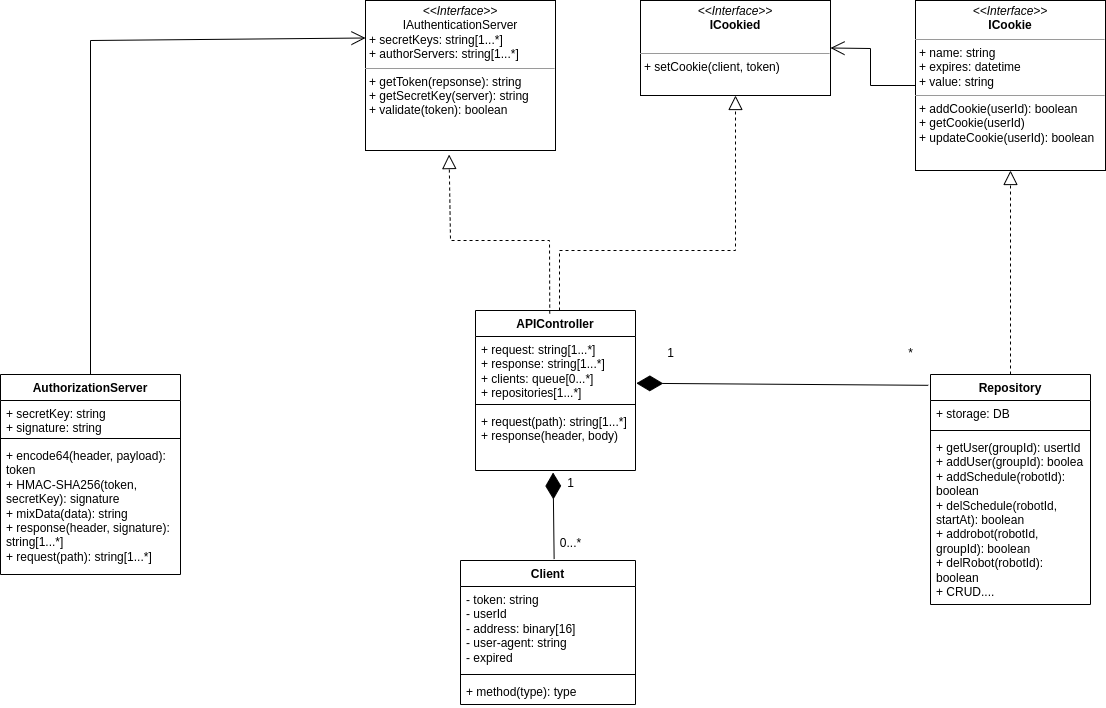 <<Interface>>
IAuthenticationServer
+ secretKeys: string[1...*]
+ authorServers: string[1...*]
+ getToken(repsonse): string
+ getSecretKey(server): string
+ validate(token): boolean
<<Interface>>
ICookied
+ setCookie(client, token)
<<Interface>>
ICookie
+ name: string
+ expires: datetime
+ value: string
+ addCookie(userId): boolean
+ getCookie(userId)
+ updateCookie(userId): boolean
APIController
+ request: string[1...*]
+ response: string[1...*]
+ clients: queue[0...*]
+ repositories[1...*]
+ request(path): string[1...*]
+ response(header, body)
1
*
AuthorizationServer
+ secretKey: string
+ signature: string
+ encode64(header, payload):
token
+ HMAC-SHA256(token,
secretKey): signature
+ mixData(data): string
+ response(header, signature):
string[1...*]
+ request(path): string[1...*]
Repository
+ storage: DB
+ getUser(groupId): usertId
+ addUser(groupId): boolea
+ addSchedule(robotId):
boolean
+ delSchedule(robotId,
startAt): boolean
+ addrobot(robotId,
groupId): boolean
+ delRobot(robotId):
boolean
+ CRUD....
1
0...*
Client
- token: string
- userId
- address: binary[16]
- user-agent: string
- expired
+ method(type): type